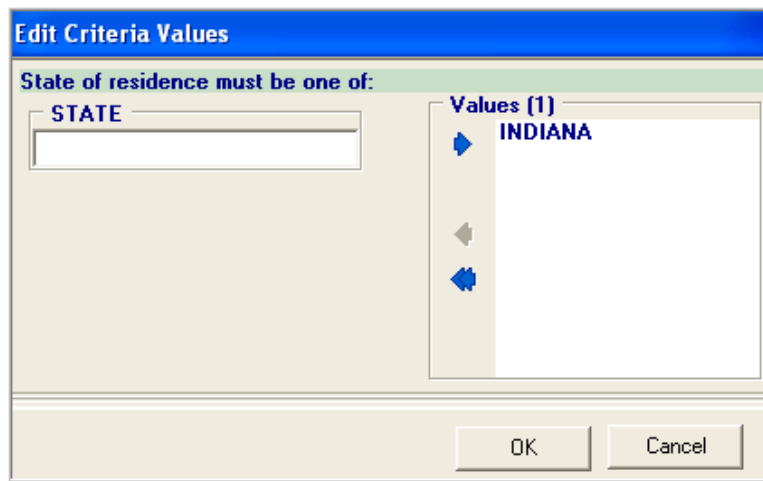 Edit Criteria Values
State of residence must be one of:
STATE
Values (1)
INDIANA
OK
Cancel